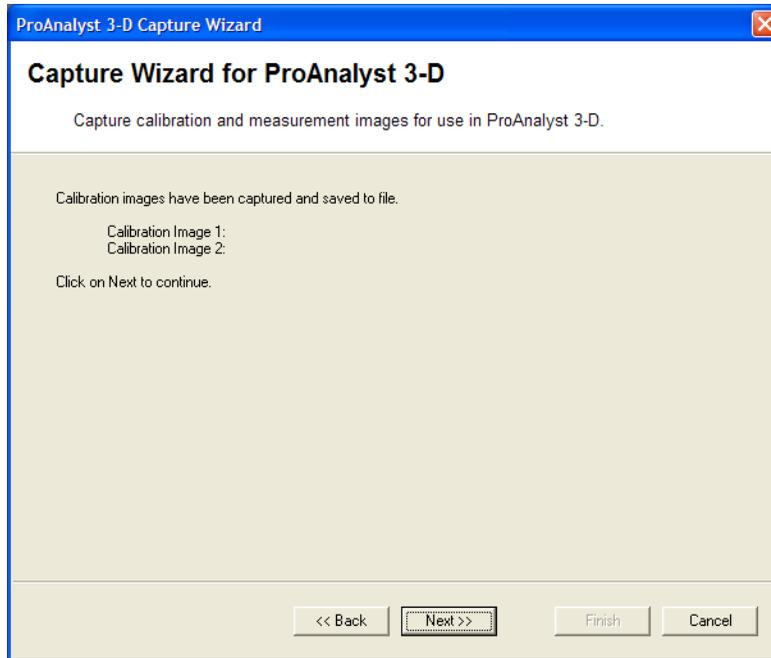 ProAnalyst 3-D Capture Wizard
Capture Wizard for ProAnalyst 3-D
Capture calibration and measurement images for use in ProAnalyst 3-D.
Calibration images have been captured and saved to file.
Calibration Image 1:
Calibration Image 2:
Click on Next to continue.
<< Back Next >> Finish Cancel